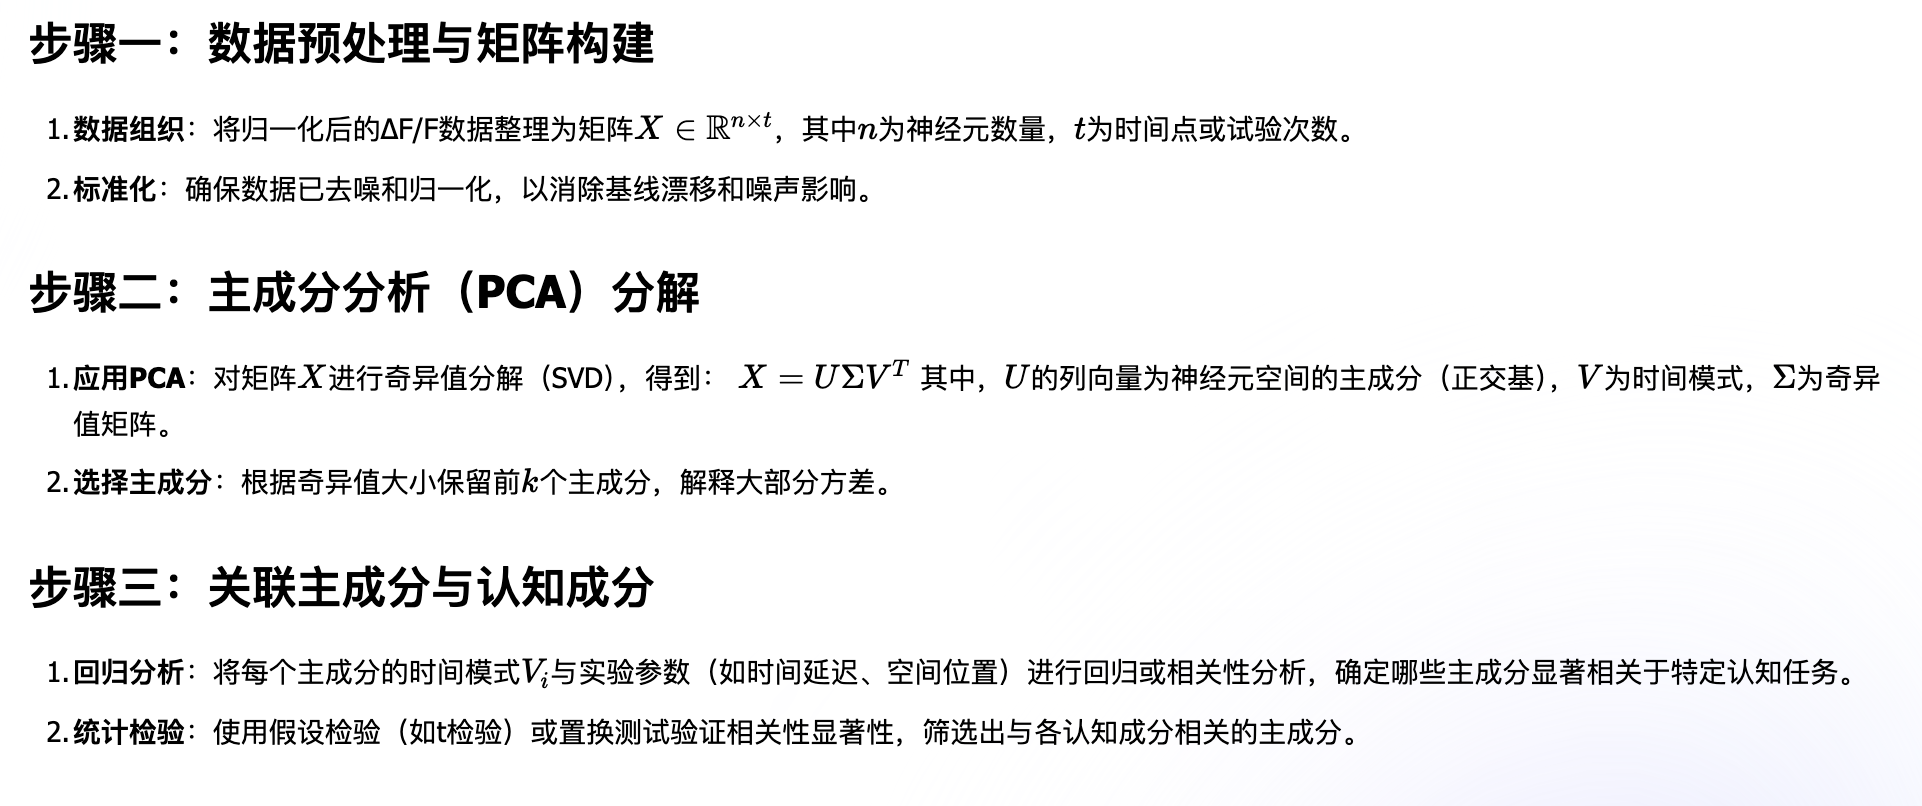 步骤一：数据预处理与矩阵构建
1. 数据组织：将归一化后的ΔF/F数据整理为矩阵X ∈ ℝ^{n×t}，其中n为神经元数量，t为时间点或试验次数。
2. 标准化：确保数据已去噪和归一化，以消除基线漂移和噪声影响。
步骤二：主成分分析（PCA）分解
1. 应用PCA：对矩阵X进行奇异值分解（SVD），得到： X = UΣV^T 其中，U的列向量为神经元空间的主成分（正交基），V为时间模式，Σ为奇异
值矩阵。
2. 选择主成分：根据奇异值大小保留前k个主成分，解释大部分方差。
步骤三：关联主成分与认知成分
1. 回归分析：将每个主成分的时间模式V_i与实验参数（如时间延迟、空间位置）进行回归或相关性分析，确定哪些主成分显著相关于特定认知任务。
2. 统计检验：使用假设检验（如t检验）或置换测试验证相关性显著性，筛选出与各认知成分相关的主成分。